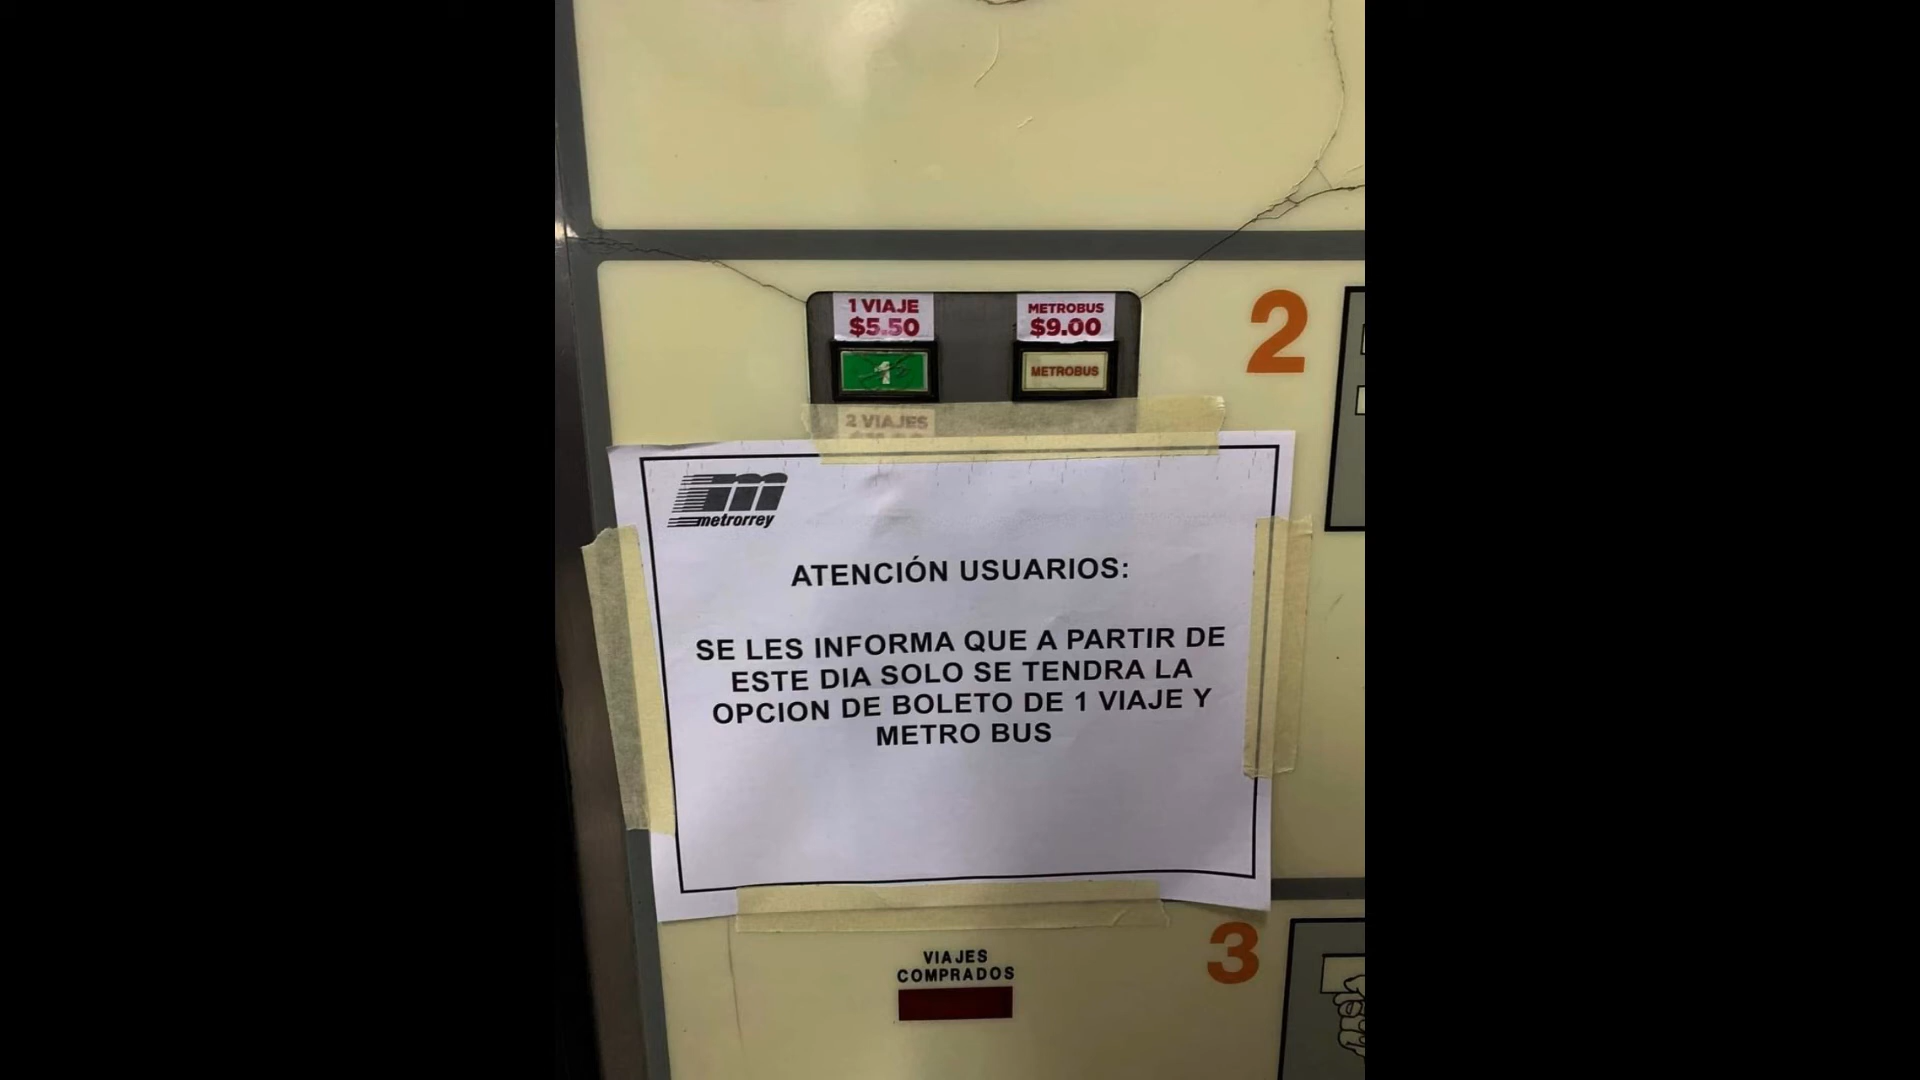 1 VIAJE
$5.50
METROBUS
$9.00
1
METROBUS
2
2 VIAJES
metrorrey
ATENCIÓN USUARIOS:
SE LES INFORMA QUE A PARTIR DE
ESTE DIA SOLO SE TENDRA LA
OPCION DE BOLETO DE 1 VIAJE Y
METRO BUS
3
VIAJES
COMPRADOS